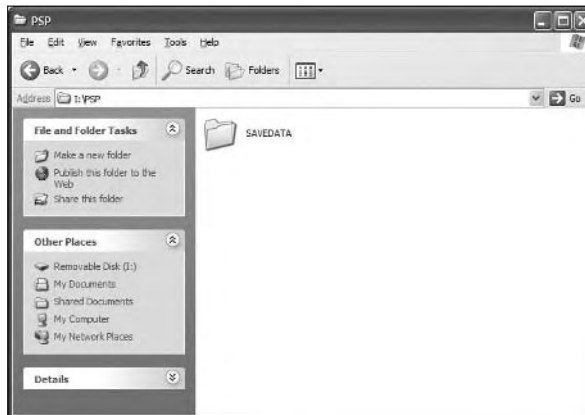 PSP
File Edit View Favorites Tools Help
Back Search Folders
Address I:\PSP Go
File and Folder Tasks
Make a new folder
Publish this folder to the
Web
Share this folder
SAVEDATA
Other Places
Removable Disk (I:)
My Documents
Shared Documents
My Computer
My Network Places
Details